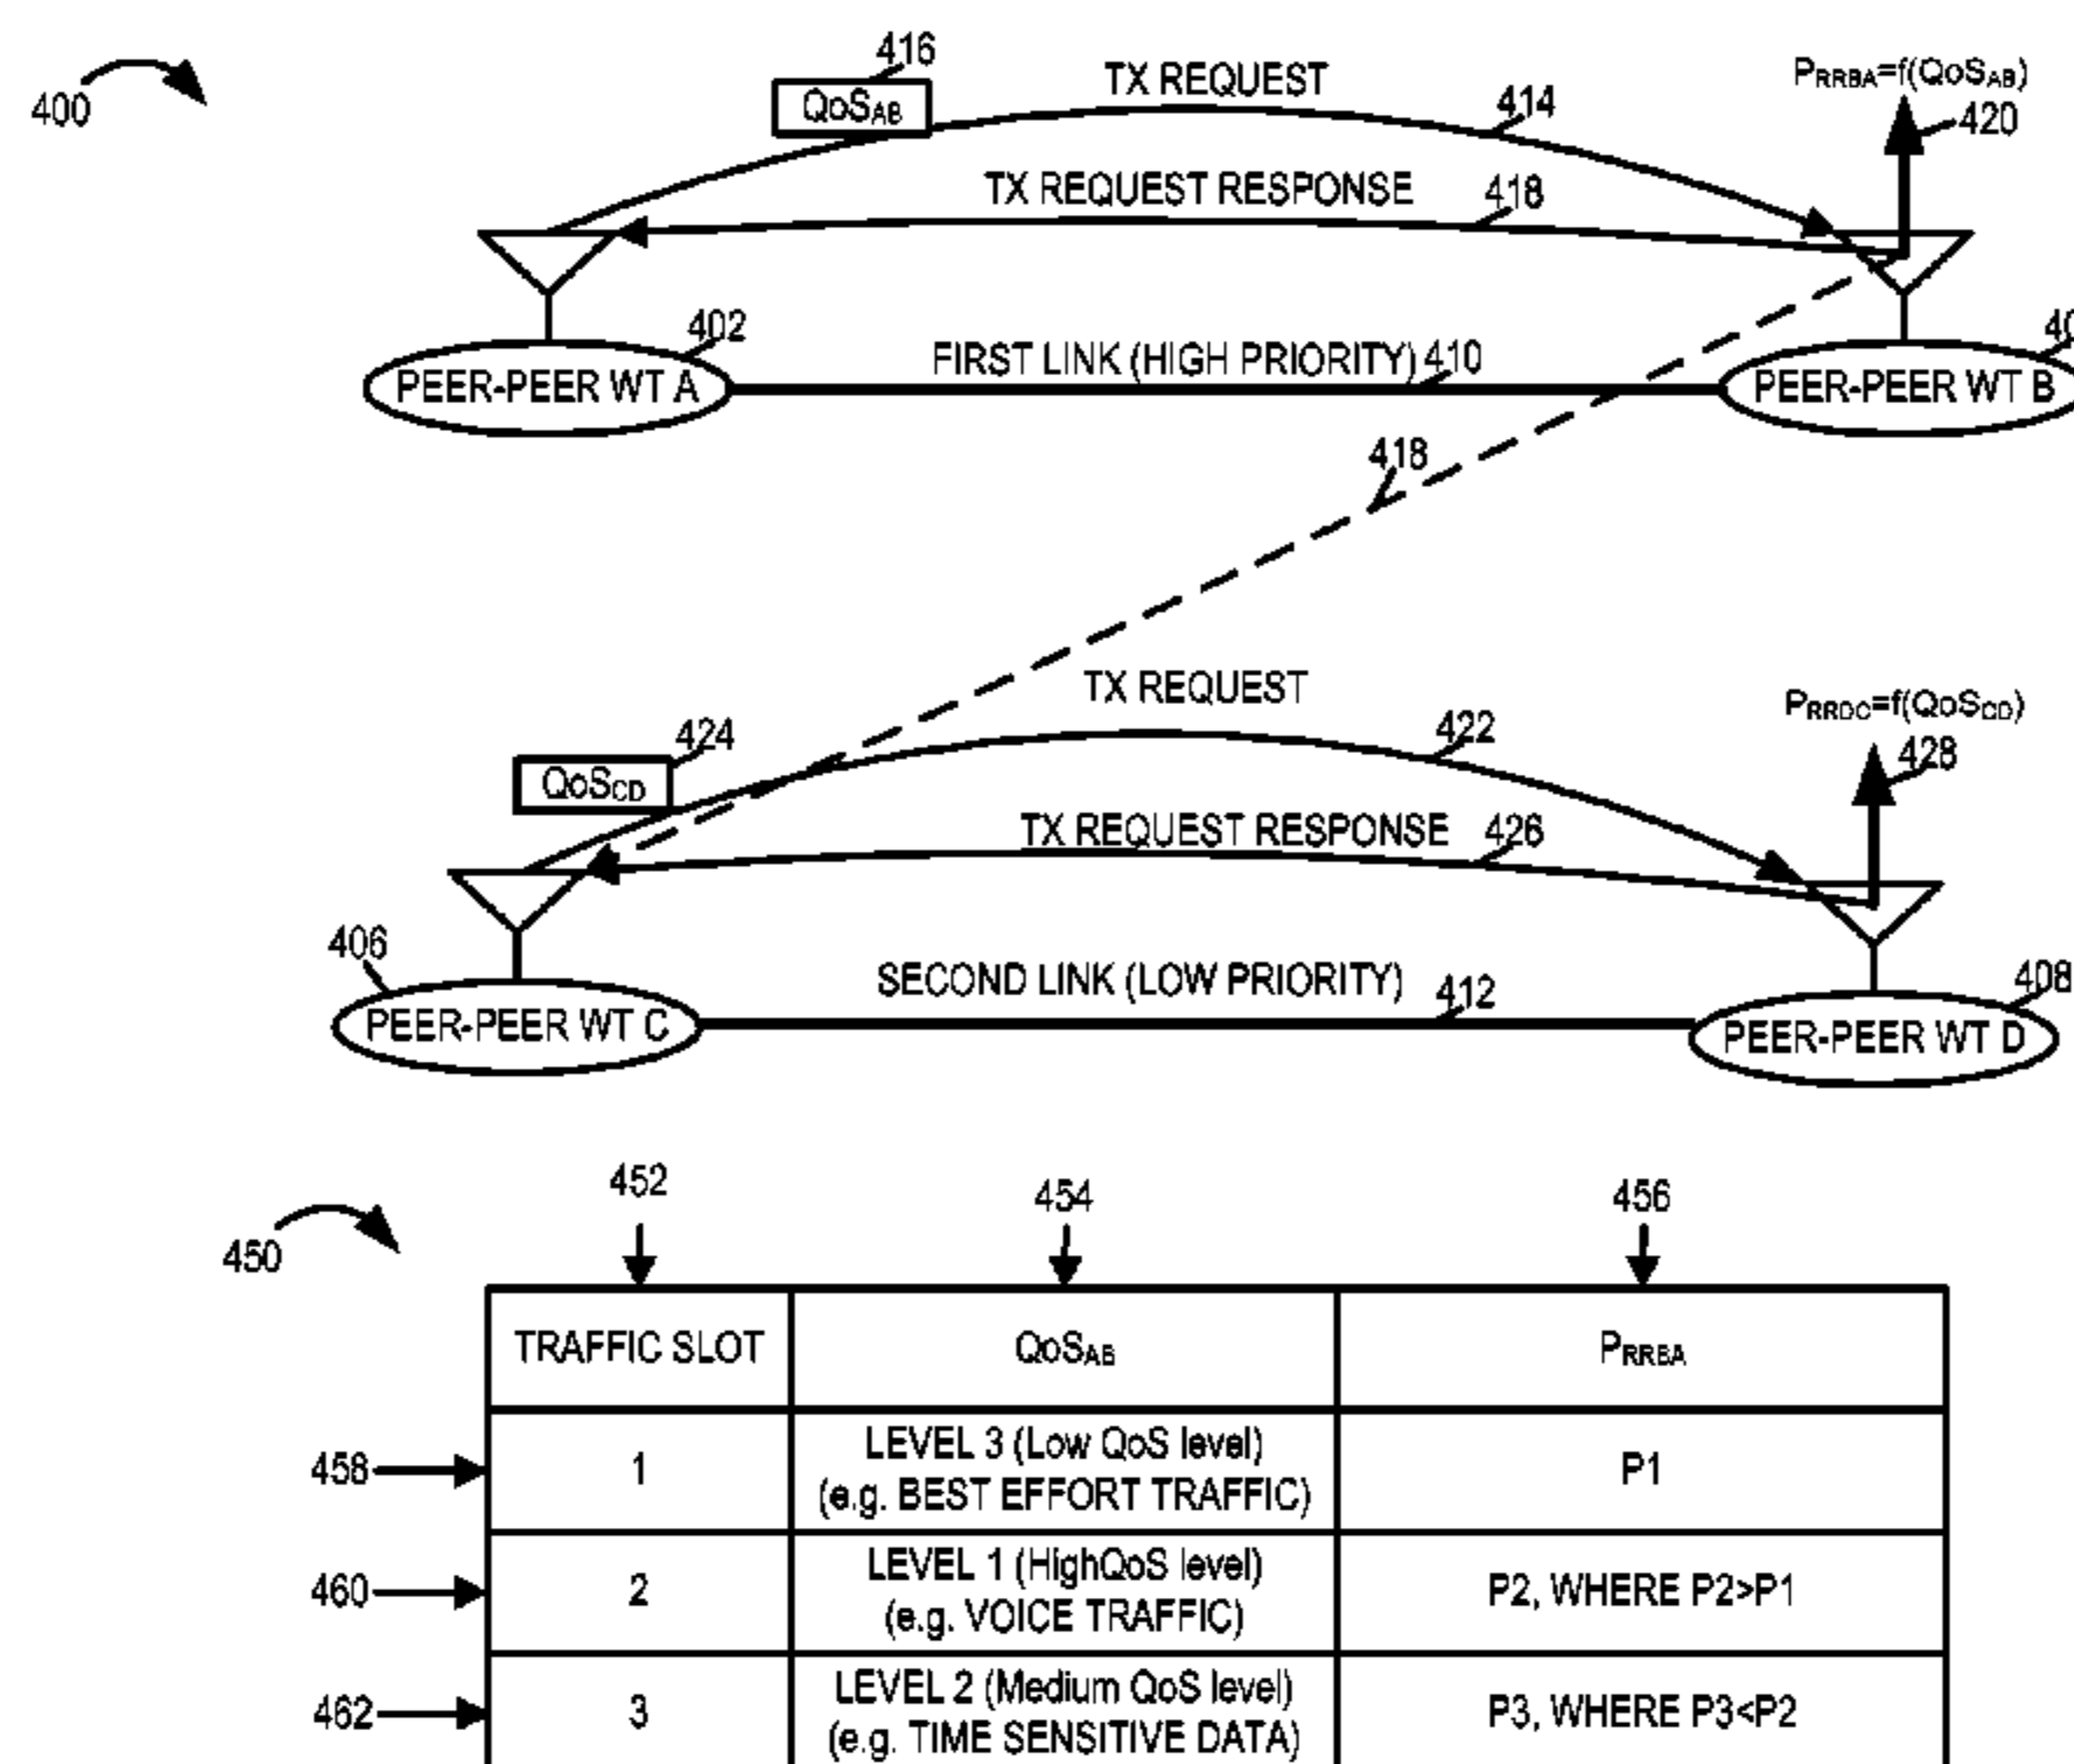 400
416
QoSAB
TX REQUEST
414
PRRBA=f(QoSAB)
420
TX REQUEST RESPONSE
418
402
PEER-PEER WT A
FIRST LINK (HIGH PRIORITY) 410
PEER-PEER WT B
418
TX REQUEST
422
PRRDC=f(QoSCD)
428
424
QoSCD
TX REQUEST RESPONSE
426
406
PEER-PEER WT C
SECOND LINK (LOW PRIORITY)
412
408
PEER-PEER WT D
450
452
454
456
TRAFFIC SLOT
QoSAB
PRRBA
458
1
LEVEL 3 (Low QoS level)
(e.g. BEST EFFORT TRAFFIC)
P1
460
2
LEVEL 1 (HighQoS level)
(e.g. VOICE TRAFFIC)
P2, WHERE P2>P1
462
3
LEVEL 2 (Medium QoS level)
(e.g. TIME SENSITIVE DATA)
P3, WHERE P3<P2